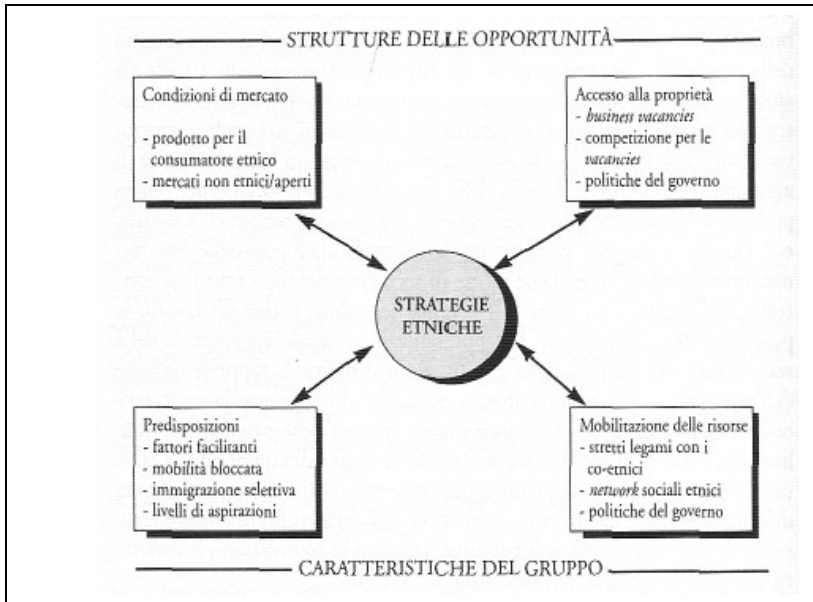 STRUTTURE DELLE OPPORTUNITÀ
Condizioni di mercato
- prodotto per il
consumatore etnico
- mercati non etnici/aperti
Accesso alla proprietà
- business vacancies
- competizione per le
vacancies
- politiche del governo
STRATEGIE
ETNICHE
Predisposizioni
- fattori facilitanti
- mobilità bloccata
- immigrazione selettiva
- livelli di aspirazioni
Mobilitazione delle risorse
- stretti legami con i
co-etnici
- network sociali etnici
- politiche del governo
CARATTERISTICHE DEL GRUPPO